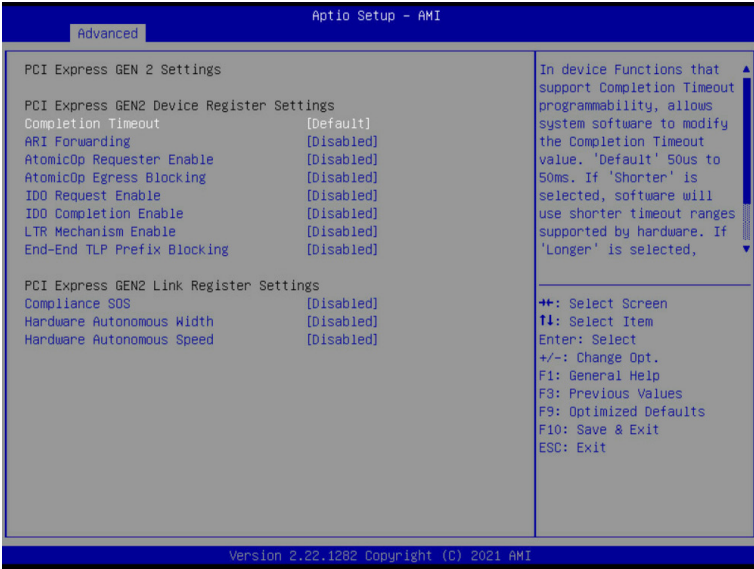 Aptio Setup – AMI
Advanced
PCI Express GEN 2 Settings
PCI Express GEN2 Device Register Settings
Completion Timeout [Default]
ARI Forwarding [Disabled]
AtomicOp Requester Enable [Disabled]
AtomicOp Egress Blocking [Disabled]
IDO Request Enable [Disabled]
IDO Completion Enable [Disabled]
LTR Mechanism Enable [Disabled]
End-End TLP Prefix Blocking [Disabled]
PCI Express GEN2 Link Register Settings
Compliance SOS [Disabled]
Hardware Autonomous Width [Disabled]
Hardware Autonomous Speed [Disabled]
In device Functions that
support Completion Timeout
programmability, allows
system software to modify
the Completion Timeout
value. 'Default' 50us to
50ms. If 'Shorter' is
selected, software will
use shorter timeout ranges
supported by hardware. If
'Longer' is selected,
→←: Select Screen
↑↓: Select Item
Enter: Select
+/-: Change Opt.
F1: General Help
F3: Previous Values
F9: Optimized Defaults
F10: Save & Exit
ESC: Exit
Version 2.22.1282 Copyright (C) 2021 AMI